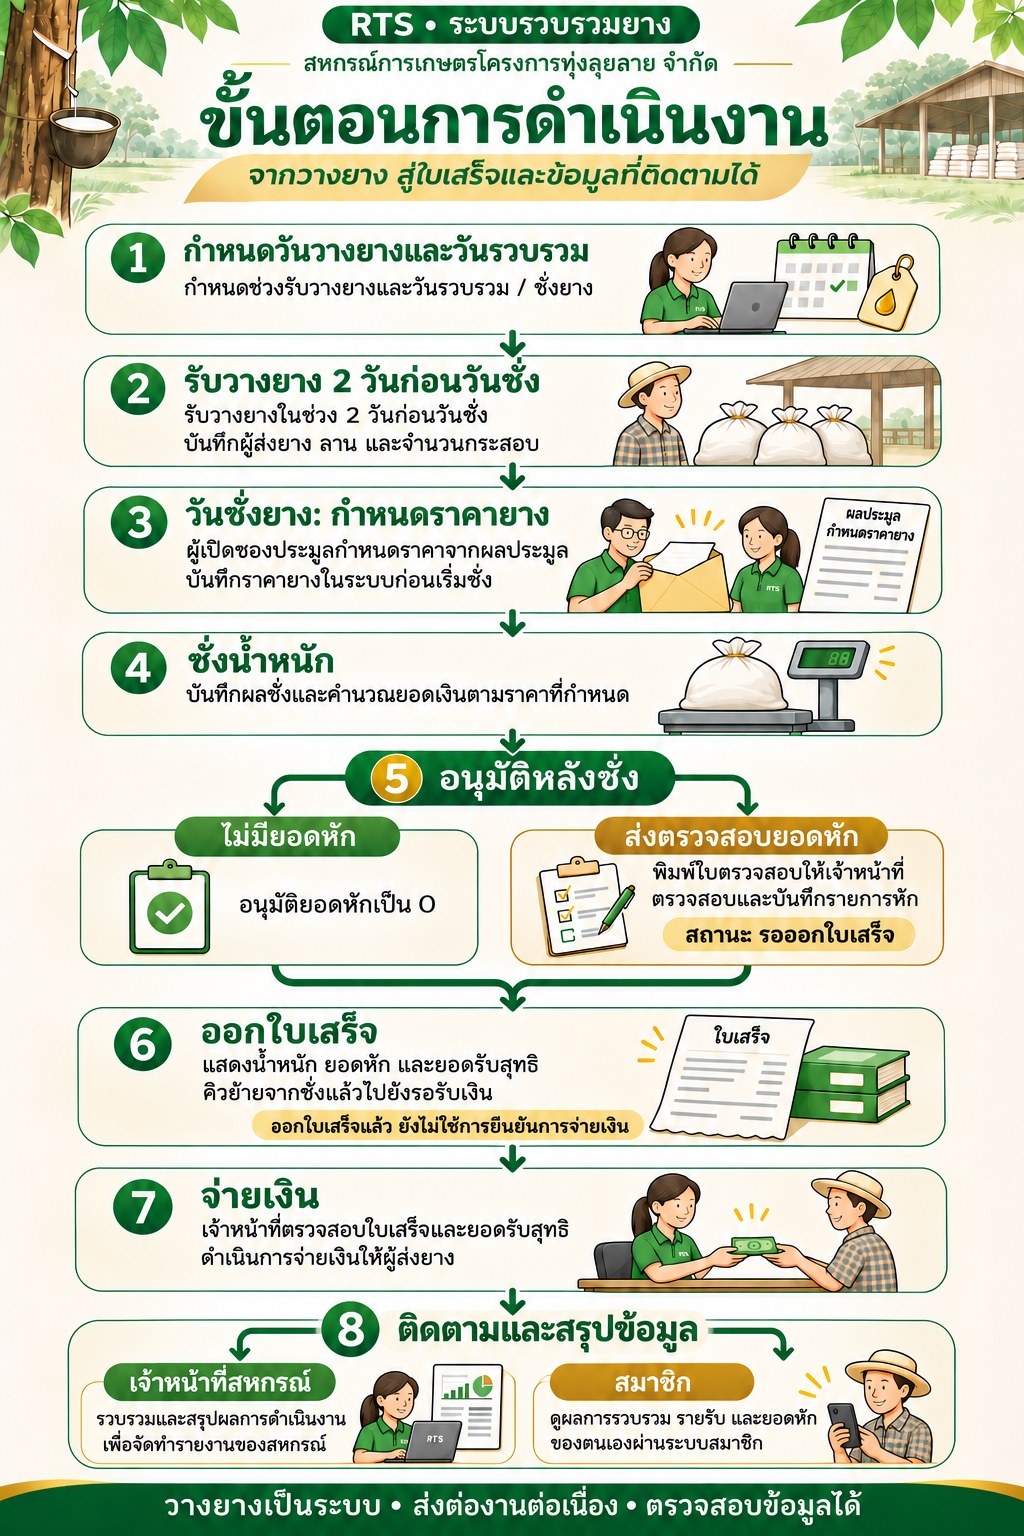 RTS • ระบบรวบรวมยาง
สหกรณ์การเกษตรโครงการทุ่งลุยลาย จำกัด
ขั้นตอนการดำเนินงาน
จากวางยาง สู่ใบเสร็จและข้อมูลที่ติดตามได้
1 กำหนดวันวางยางและวันรวบรวม
กำหนดช่วงรับวางยางและวันรวบรวม / ชั่งยาง
RTS
2 รับวางยาง 2 วันก่อนวันชั่ง
รับวางยางในช่วง 2 วันก่อนวันชั่ง
บันทึกผู้ส่งยาง ลาน และจำนวนกระสอบ
3 วันชั่งยาง: กำหนดราคายาง
ผู้เปิดซองประมูลกำหนดราคาจากผลประมูล
บันทึกราคายางในระบบก่อนเริ่มชั่ง
RTS
ผลประมูล
กำหนดราคายาง
4 ชั่งน้ำหนัก
บันทึกผลชั่งและคำนวณยอดเงินตามราคาที่กำหนด
88
5 อนุมัติหลังชั่ง
ไม่มียอดหัก
อนุมัติยอดหักเป็น 0
ส่งตรวจสอบยอดหัก
พิมพ์ใบตรวจสอบให้เจ้าหน้าที่
ตรวจสอบและบันทึกรายการหัก
สถานะ รอออกใบเสร็จ
6 ออกใบเสร็จ
แสดงน้ำหนัก ยอดหัก และยอดรับสุทธิ
คิวย้ายจากชั่งแล้วไปยังรอรับเงิน
ออกใบเสร็จแล้ว ยังไม่ใช้การยืนยันการจ่ายเงิน
ใบเสร็จ
7 จ่ายเงิน
เจ้าหน้าที่ตรวจสอบใบเสร็จและยอดรับสุทธิ
ดำเนินการจ่ายเงินให้ผู้ส่งยาง
8 ติดตามและสรุปข้อมูล
เจ้าหน้าที่สหกรณ์
รวบรวมและสรุปผลการดำเนินงาน
เพื่อจัดทำรายงานของสหกรณ์
RTS
สมาชิก
ดูผลการรวบรวม รายรับ และยอดหัก
ของตนเองผ่านระบบสมาชิก
วางยางเป็นระบบ • ส่งต่องานต่อเนื่อง • ตรวจสอบข้อมูลได้